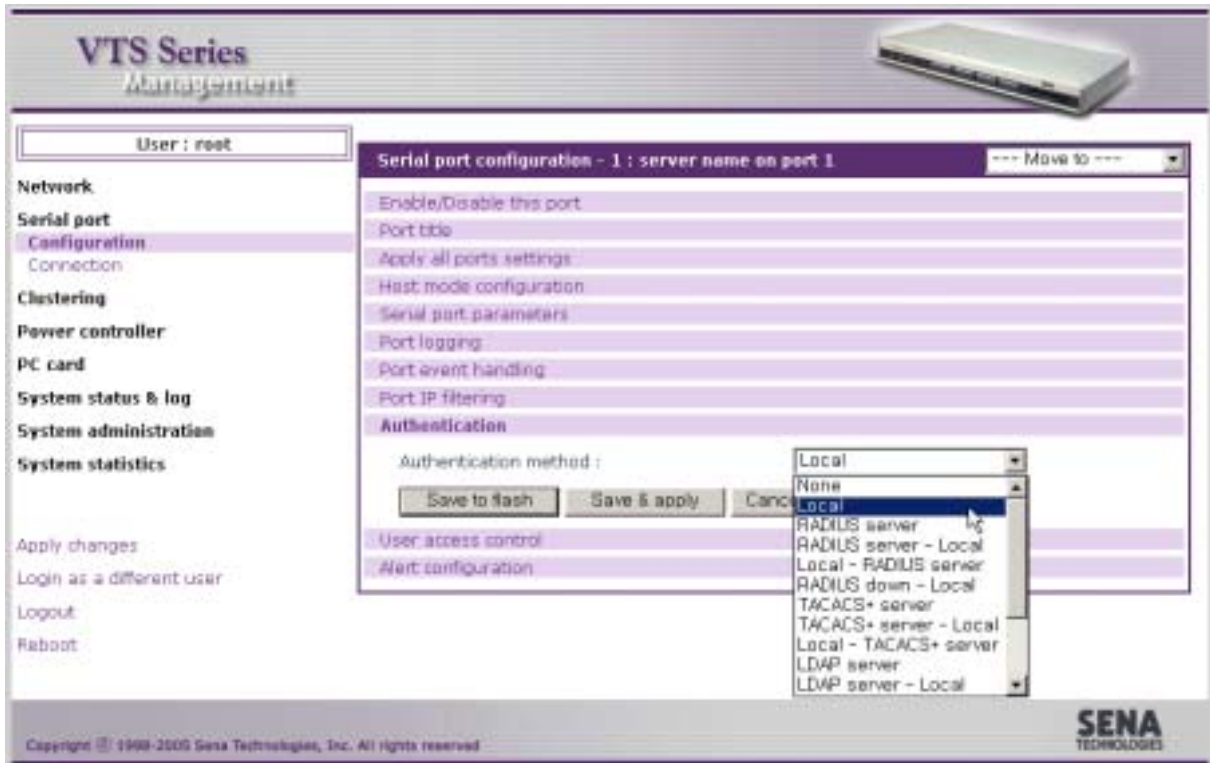 VTS Series
Management
User : root
Serial port configuration - 1 : server name on port 1
--- Move to ---
Network
Serial port
Configuration
Connection
Clustering
Power controller
PC card
System status & log
System administration
System statistics
Apply changes
Login as a different user
Logout
Reboot
Enable/Disable this port
Port title
Apply all ports settings
Host mode configuration
Serial port parameters
Port logging
Port event handling
Port IP filtering
Authentication
Authentication method :
Local
Save to flash
Save & apply
Canc
None
Local
RADIUS server
RADIUS server - Local
Local - RADIUS server
RADIUS down - Local
TACACS+ server
TACACS+ server - Local
Local - TACACS+ server
LDAP server
LDAP server - Local
User access control
Alert configuration
Copyright © 1998-2005 Sena Technologies, Inc. All rights reserved
SENA
TECHNOLOGIES